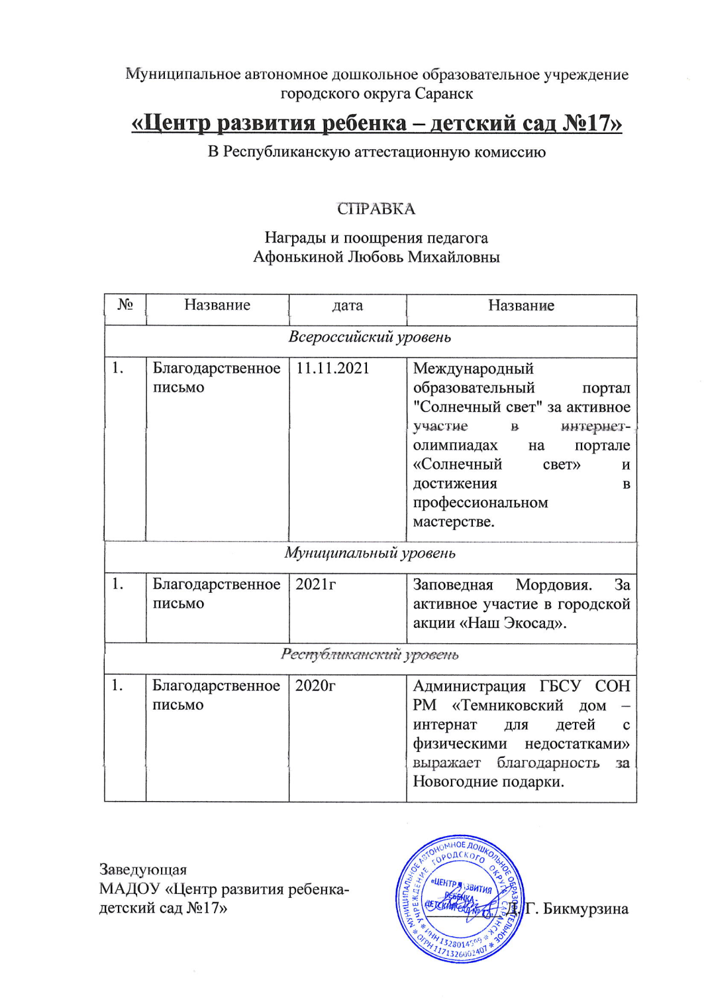 Муниципальное автономное дошкольное образовательное учреждение
городского округа Саранск
«Центр развития ребенка – детский сад №17»
В Республиканскую аттестационную комиссию
СПРАВКА
Награды и поощрения педагога
Афонькиной Любовь Михайловны
№ Название дата Название
Всероссийский уровень
1. Благодарственное 11.11.2021 Международный
письмо образовательный портал
"Солнечный свет" за активное
участие в интернет-
олимпиадах на портале
«Солнечный свет» и
достижения в
профессиональном
мастерстве.
Муниципальный уровень
1. Благодарственное 2021г Заповедная Мордовия. За
письмо активное участие в городской
акции «Наш Экосад».
Республиканский уровень
1. Благодарственное 2020г Администрация ГБСУ СОН
письмо РМ «Темниковский дом –
интернат для детей с
физическими недостатками»
выражает благодарность за
Новогодние подарки.
Заведующая
МАДОУ «Центр развития ребенка-
детский сад №17» Д. Г. Бикмурзина
МУНИЦИПАЛЬНОЕ АВТОНОМНОЕ ДОШКОЛЬНОЕ ОБРАЗОВАТЕЛЬНОЕ
УЧРЕЖДЕНИЕ ГОРОДСКОГО ОКРУГА САРАНСК
«ЦЕНТР РАЗВИТИЯ
РЕБЕНКА -
ДЕТСКИЙ САД №
ИНН
ОГРН 1171326002407